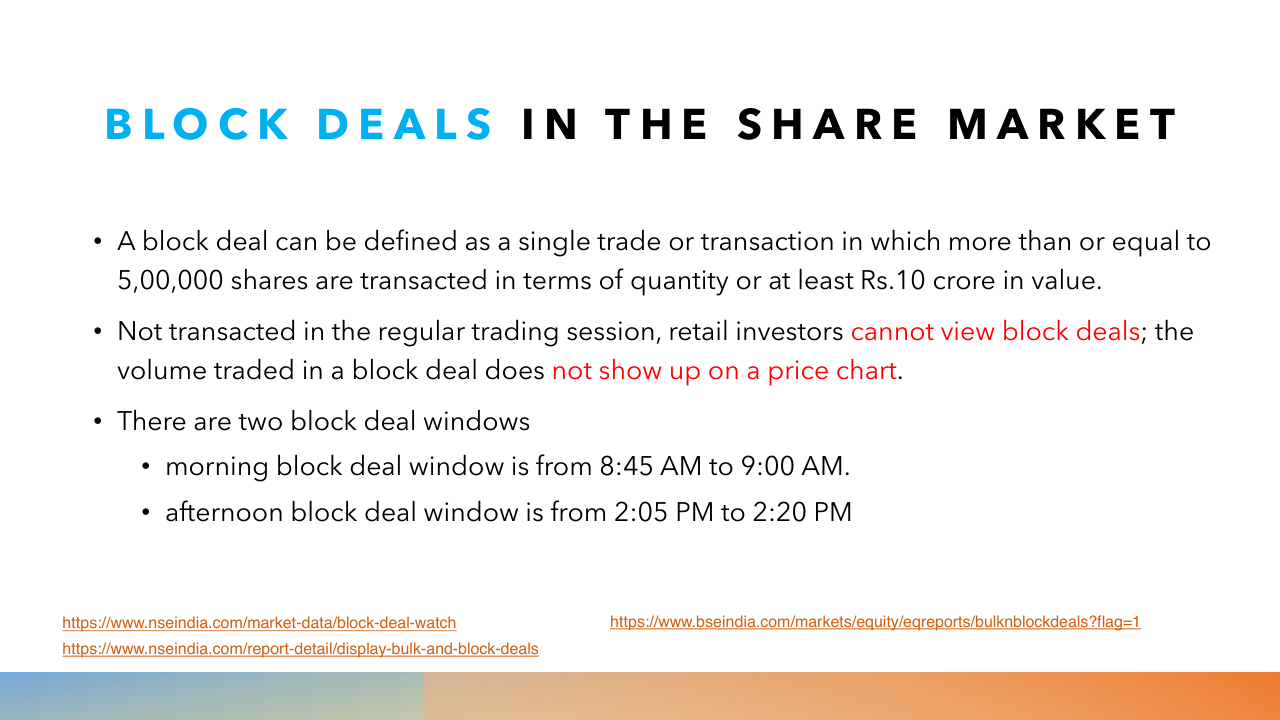 BLOCK DEALS IN THE SHARE MARKET
• A block deal can be defined as a single trade or transaction in which more than or equal to
5,00,000 shares are transacted in terms of quantity or at least Rs.10 crore in value.
• Not transacted in the regular trading session, retail investors cannot view block deals; the
volume traded in a block deal does not show up on a price chart.
• There are two block deal windows
• morning block deal window is from 8:45 AM to 9:00 AM.
• afternoon block deal window is from 2:05 PM to 2:20 PM
https://www.nseindia.com/market-data/block-deal-watch
https://www.nseindia.com/report-detail/display-bulk-and-block-deals
https://www.bseindia.com/markets/equity/eqreports/bulknblockdeals?flag=1